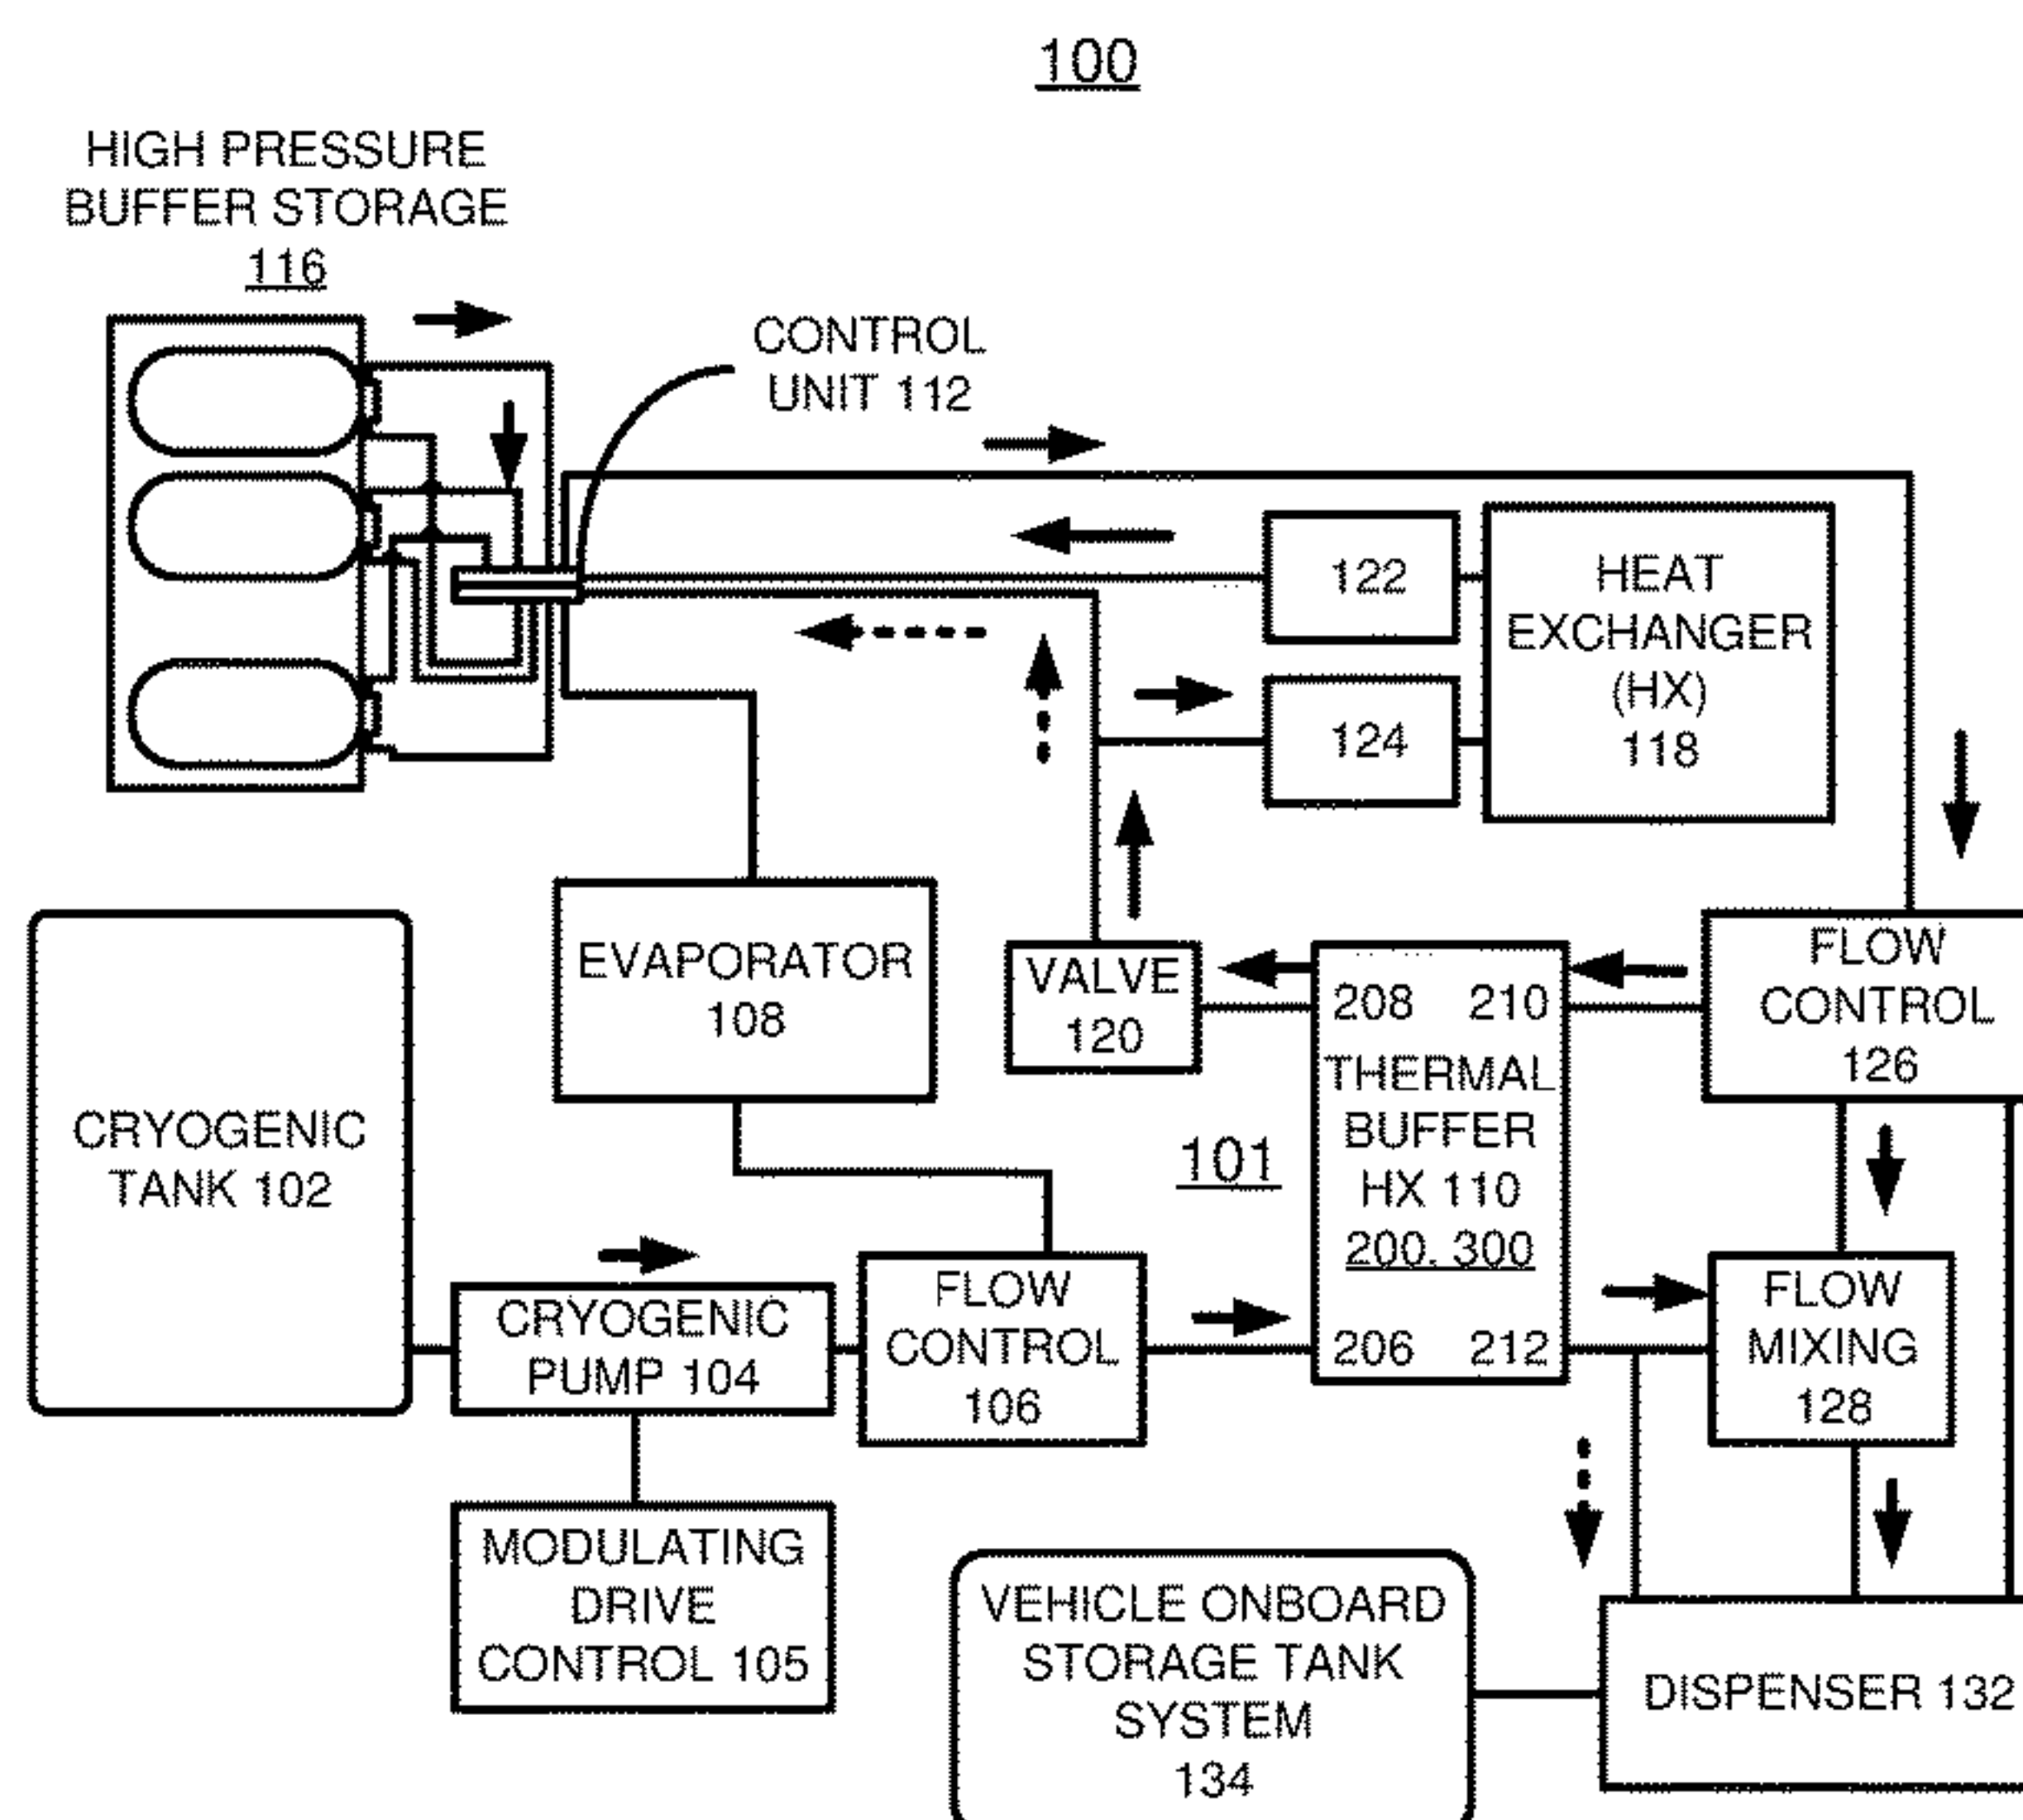 100
HIGH PRESSURE
BUFFER STORAGE
116
CONTROL
UNIT 112
122
124
HEAT
EXCHANGER
(HX)
118
EVAPORATOR
108
VALVE
120
208 210
THERMAL
BUFFER
HX 110
200, 300
206 212
FLOW
CONTROL
126
CRYOGENIC
TANK 102
101
CRYOGENIC
PUMP 104
FLOW
CONTROL
106
FLOW
MIXING
128
MODULATING
DRIVE
CONTROL 105
VEHICLE ONBOARD
STORAGE TANK
SYSTEM
134
DISPENSER 132